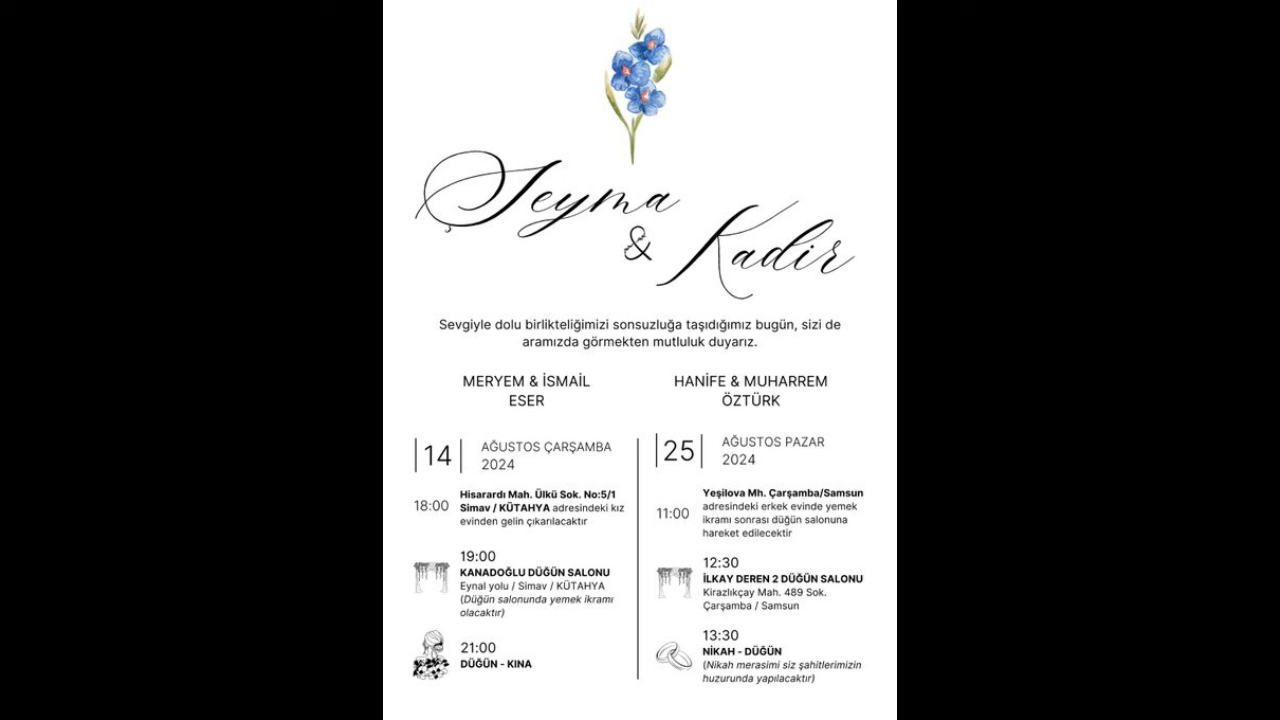 Şeyma
&
Kadir
Sevgiyle dolu birlikteliğimizi sonsuzluğa taşıdığımız bugün, sizi de
aramızda görmekten mutluluk duyarız.
MERYEM & İSMAİL
ESER
14
AĞUSTOS ÇARŞAMBA
2024
18:00
Hisarardı Mah. Ülkü Sok. No:5/1
Simav / KÜTAHYA adresindeki kız
evinden gelin çıkarılacaktır
19:00
KANADOĞLU DÜĞÜN SALONU
Eynal yolu / Simav / KÜTAHYA
(Düğün salonunda yemek ikramı
olacaktır)
21:00
DÜĞÜN - KINA
HANİFE & MUHARREM
ÖZTÜRK
25
AĞUSTOS PAZAR
2024
11:00
Yeşilova Mh. Çarşamba/Samsun
adresindeki erkek evinde yemek
ikramı sonrası düğün salonuna
hareket edilecektir
12:30
İLKAY DEREN 2 DÜĞÜN SALONU
Kirazlıkçay Mah. 489 Sok.
Çarşamba / Samsun
13:30
NİKAH - DÜĞÜN
(Nikah merasimi siz şahitlerimizin
huzurunda yapılacaktır)